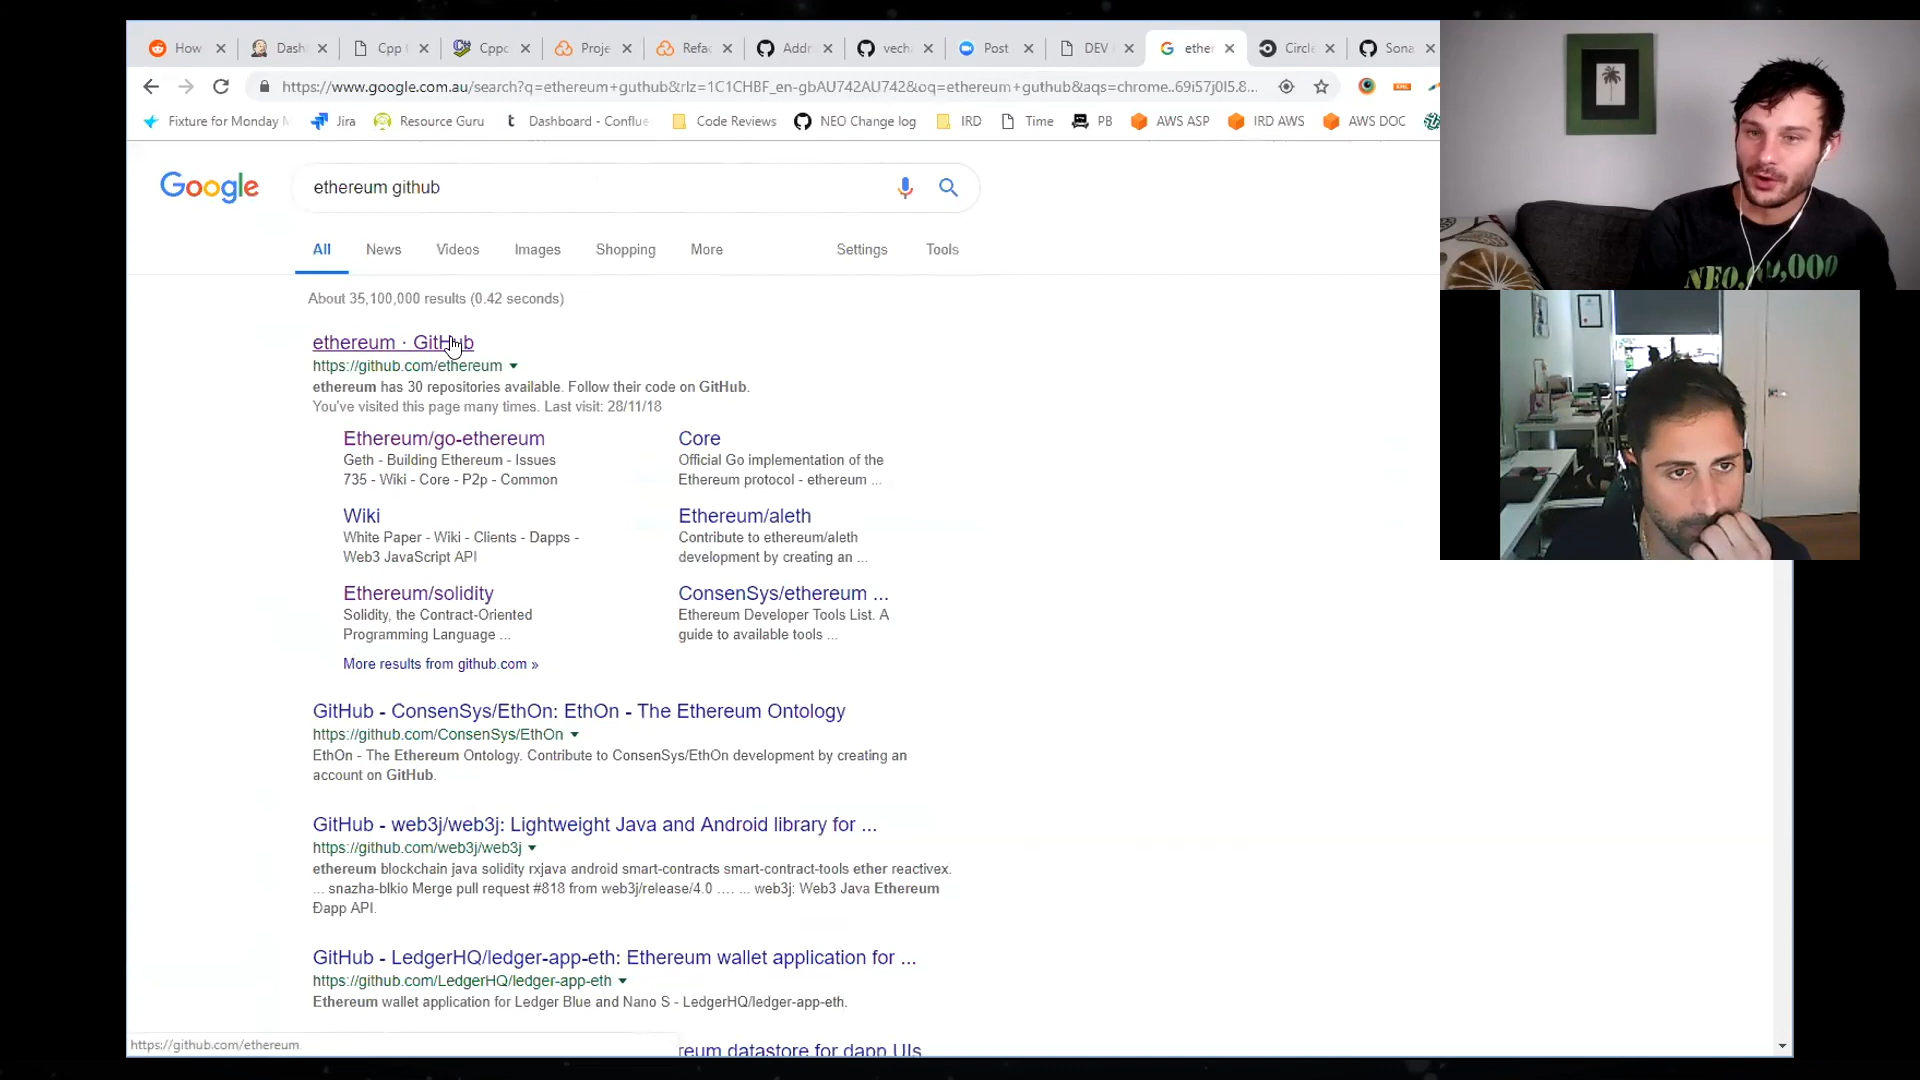 How
Dash
Cpp
Cppc
Proje
Refac
Addr
vech
Post
DEV
ether
Circle
Sona
https://www.google.com.au/search?q=ethereum+guthub&rlz=1C1CHBF_en-gbAU742AU742&oq=ethereum+guthub&aqs=chrome..69i57j0l5.8...
Fixture for Monday
Jira
Resource Guru
Dashboard - Conflue
Code Reviews
NEO Change log
IRD
Time
PB
AWS ASP
IRD AWS
AWS DOC
Google
ethereum github
All News Videos Images Shopping More Settings Tools
About 35,100,000 results (0.42 seconds)
ethereum · GitHub
https://github.com/ethereum
ethereum has 30 repositories available. Follow their code on GitHub.
You've visited this page many times. Last visit: 28/11/18
Ethereum/go-ethereum
Geth - Building Ethereum - Issues
735 - Wiki - Core - P2p - Common
Core
Official Go implementation of the
Ethereum protocol - ethereum ...
Wiki
White Paper - Wiki - Clients - Dapps -
Web3 JavaScript API
Ethereum/aleth
Contribute to ethereum/aleth
development by creating an ...
Ethereum/solidity
Solidity, the Contract-Oriented
Programming Language ...
ConsenSys/ethereum ...
Ethereum Developer Tools List. A
guide to available tools ...
More results from github.com »
GitHub - ConsenSys/EthOn: EthOn - The Ethereum Ontology
https://github.com/ConsenSys/EthOn
EthOn - The Ethereum Ontology. Contribute to ConsenSys/EthOn development by creating an
account on GitHub.
GitHub - web3j/web3j: Lightweight Java and Android library for ...
https://github.com/web3j/web3j
ethereum blockchain java solidity rxjava android smart-contracts smart-contract-tools ether reactivex.
... snazha-blkio Merge pull request #818 from web3j/release/4.0 .... ... web3j: Web3 Java Ethereum
Ðapp API.
GitHub - LedgerHQ/ledger-app-eth: Ethereum wallet application for ...
https://github.com/LedgerHQ/ledger-app-eth
Ethereum wallet application for Ledger Blue and Nano S - LedgerHQ/ledger-app-eth.
https://github.com/ethereum
reum datastore for dapp UIs